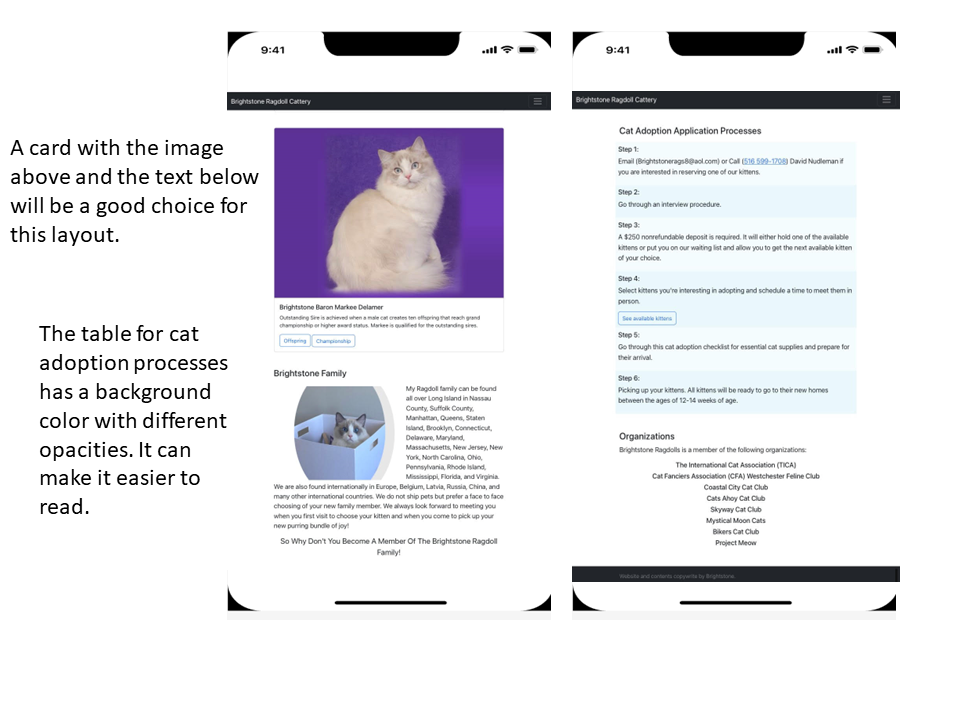 A card with the image
above and the text below
will be a good choice for
this layout.
The table for cat
adoption processes
has a background
color with different
opacities. It can
make it easier to
read.
9:41
Brightstone Ragdoll Cattery
Brightstone Baron Markee Delamer
Outstanding Sire is achieved when a male cat creates ten offspring that reach grand
championship or higher award status. Markee is qualified for the outstanding sires.
Offspring
Championship
Brightstone Family
My Ragdoll family can be found
all over Long Island in Nassau
County, Suffolk County,
Manhattan, Queens, Staten
Island, Brooklyn, Connecticut,
Delaware, Maryland,
Massachusetts, New Jersey, New
York, North Carolina, Ohio,
Pennsylvania, Rhode Island,
Mississippi, Florida, and Virginia.
We are also found internationally in Europe, Belgium, Latvia, Russia, China, and
many other international countries. We do not ship pets but prefer a face to face
choosing of your new family member. We always look forward to meeting you
when you first visit to choose your kitten and when you come to pick up your
new purring bundle of joy!
So Why Don't You Become A Member Of The Brightstone Ragdoll
Family!
9:41
Brightstone Ragdoll Cattery
Cat Adoption Application Processes
Step 1:
Email (Brightstonerags8@aol.com) or Call (516 599-1708) David Nudleman if
you are interested in reserving one of our kittens.
Step 2:
Go through an interview procedure.
Step 3:
A $250 nonrefundable deposit is required. It will either hold one of the available
kittens or put you on our waiting list and allow you to get the next available kitten
of your choice.
Step 4:
Select kittens you're interesting in adopting and schedule a time to meet them in
person.
See available kittens
Step 5:
Go through this cat adoption checklist for essential cat supplies and prepare for
their arrival.
Step 6:
Picking up your kittens. All kittens will be ready to go to their new homes
between the ages of 12-14 weeks of age.
Organizations
Brightstone Ragdolls is a member of the following organizations:
The International Cat Association (TICA)
Cat Fanciers Association (CFA) Westchester Feline Club
Coastal City Cat Club
Cats Ahoy Cat Club
Skyway Cat Club
Mystical Moon Cats
Bikers Cat Club
Project Meow
Website and contents copywrite by Brightstone.